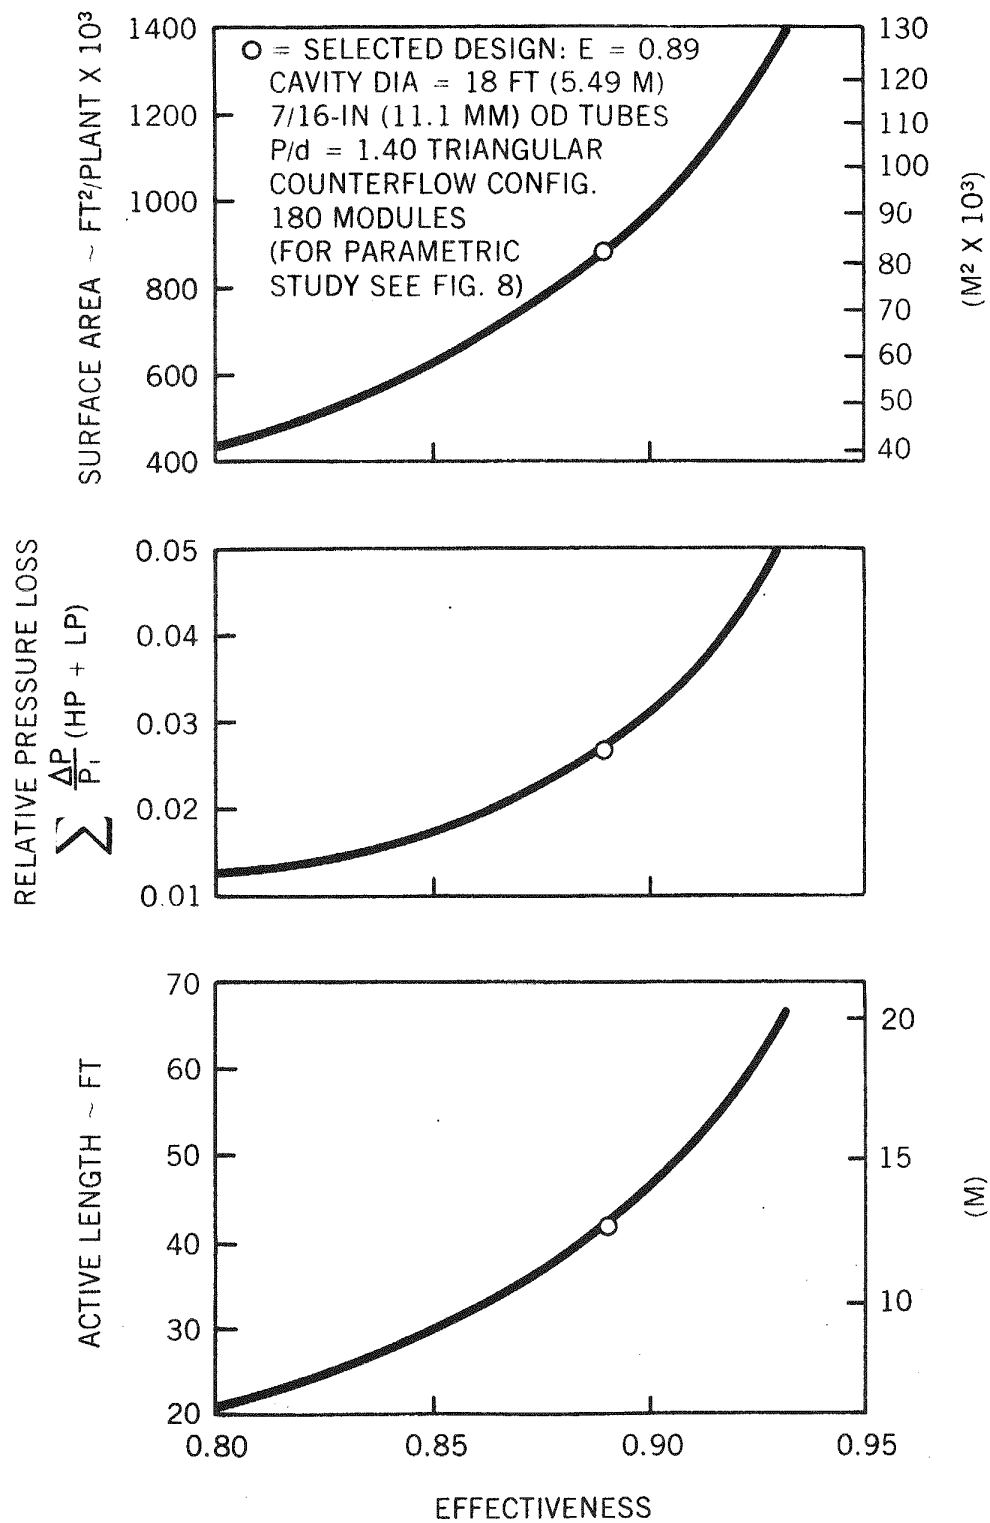 SURFACE AREA ~ FT²/PLANT X 10³
1400
1200
1000
800
600
400
O = SELECTED DESIGN: E = 0.89
CAVITY DIA = 18 FT (5.49 M)
7/16-IN (11.1 MM) OD TUBES
P/d = 1.40 TRIANGULAR
COUNTERFLOW CONFIG.
180 MODULES
(FOR PARAMETRIC
STUDY SEE FIG. 8)
130
120
110
100
90
80
70
60
50
40
(M² X 10³)
RELATIVE PRESSURE LOSS
∑ ΔP/P₁ (HP + LP)
0.05
0.04
0.03
0.02
0.01
ACTIVE LENGTH ~ FT
70
60
50
40
30
20
20
15
10
(M)
0.80 0.85 0.90 0.95
EFFECTIVENESS